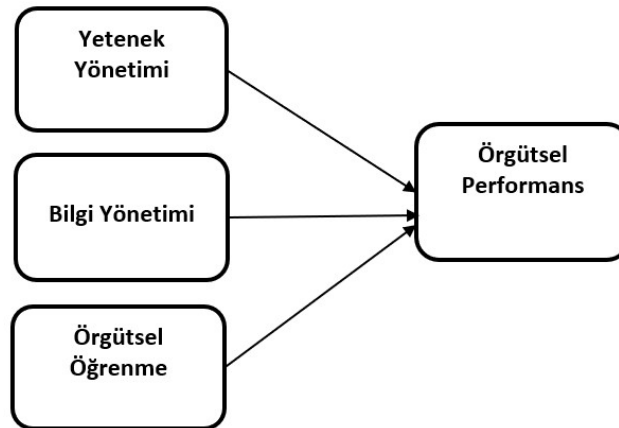 Yetenek
Yönetimi
Bilgi Yönetimi
Örgütsel
Öğrenme
Örgütsel
Performans